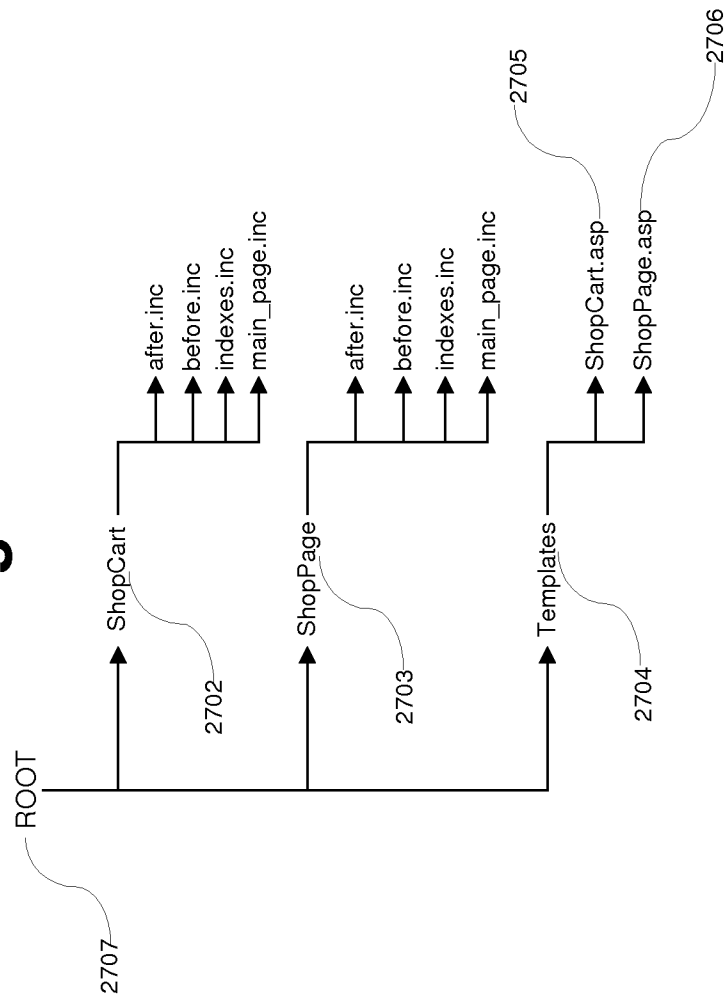 2707
ROOT
2702
ShopCart
after.inc
before.inc
indexes.inc
main_page.inc
2703
ShopPage
after.inc
before.inc
indexes.inc
main_page.inc
2704
Templates
2705
ShopCart.asp
ShopPage.asp
2706